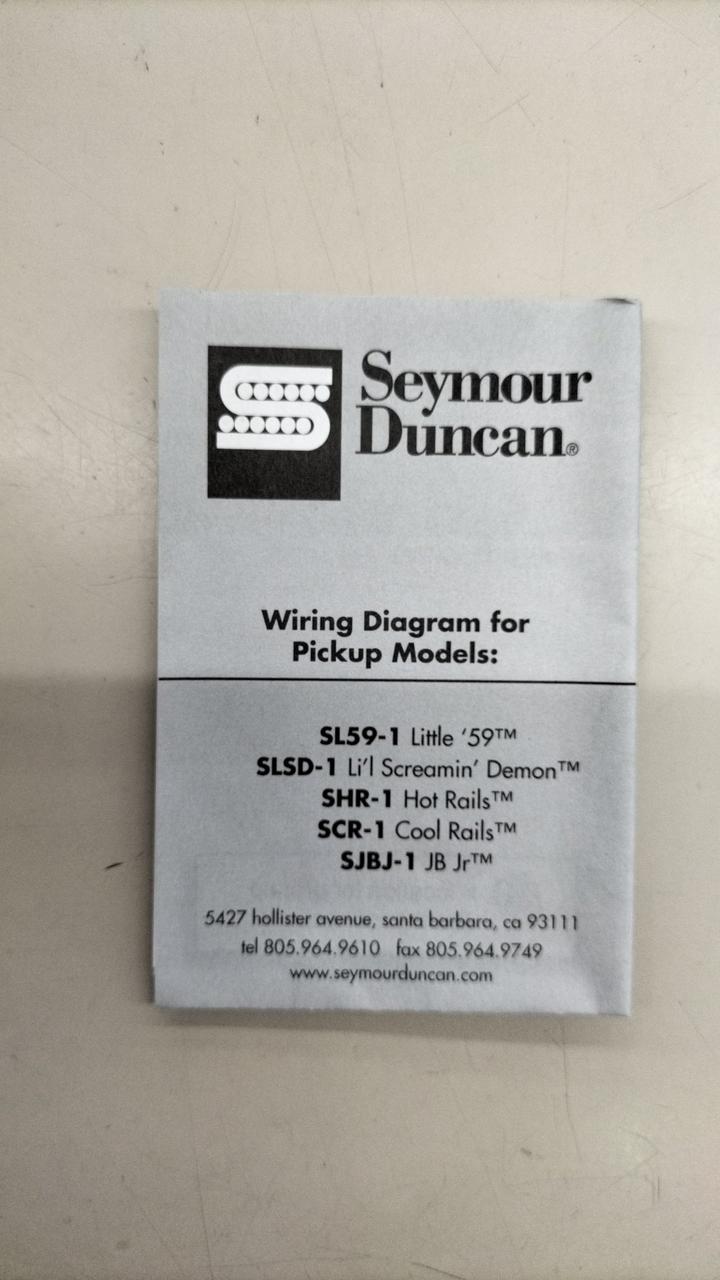 Seymour
Duncan®
Wiring Diagram for
Pickup Models:
SL59-1 Little '59™
SLSD-1 Li'l Screamin' Demon™
SHR-1 Hot Rails™
SCR-1 Cool Rails™
SJBJ-1 JB Jr™
5427 hollister avenue, santa barbara, ca 93111
tel 805.964.9610 fax 805.964.9749
www.seymourduncan.com